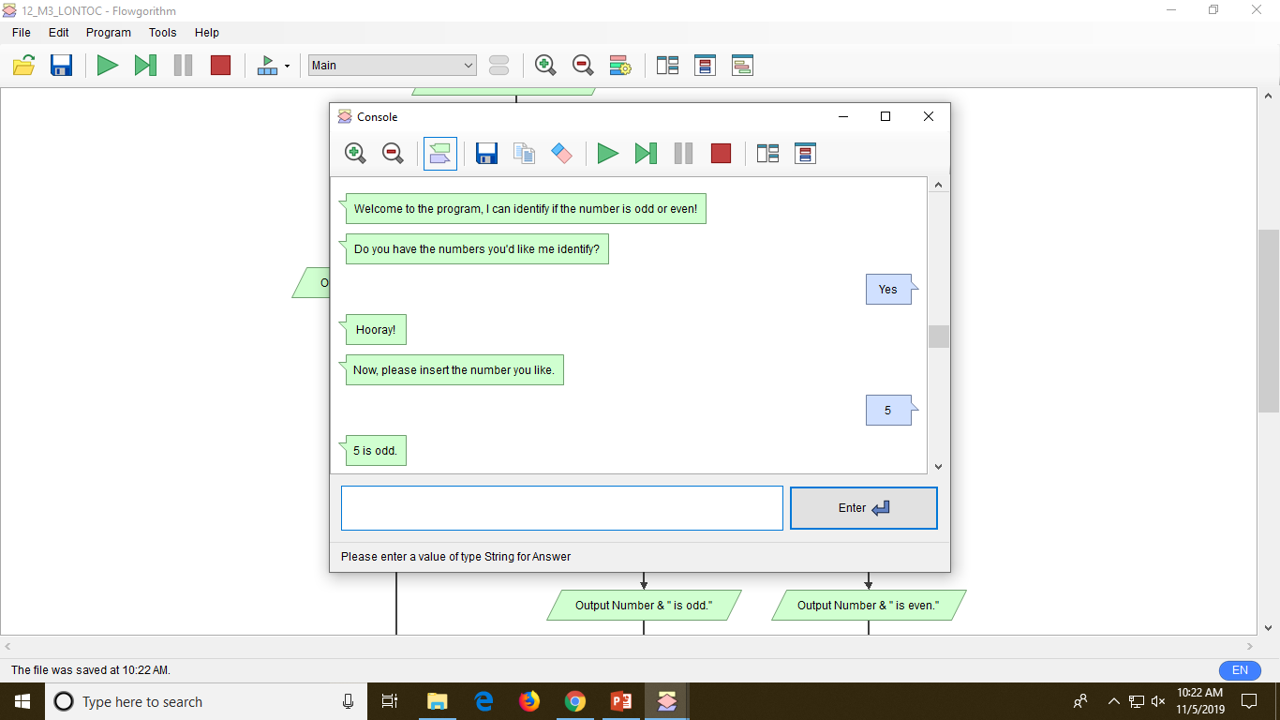 12_M3_LONTOC - Flowgorithm
File Edit Program Tools Help
Main
Console
Welcome to the program, I can identify if the number is odd or even!
Do you have the numbers you'd like me identify?
O
Yes
Hooray!
Now, please insert the number you like.
5
5 is odd.
Enter
Please enter a value of type String for Answer
Output Number & " is odd." Output Number & " is even."
The file was saved at 10:22 AM. EN
Type here to search
10:22 AM
11/5/2019